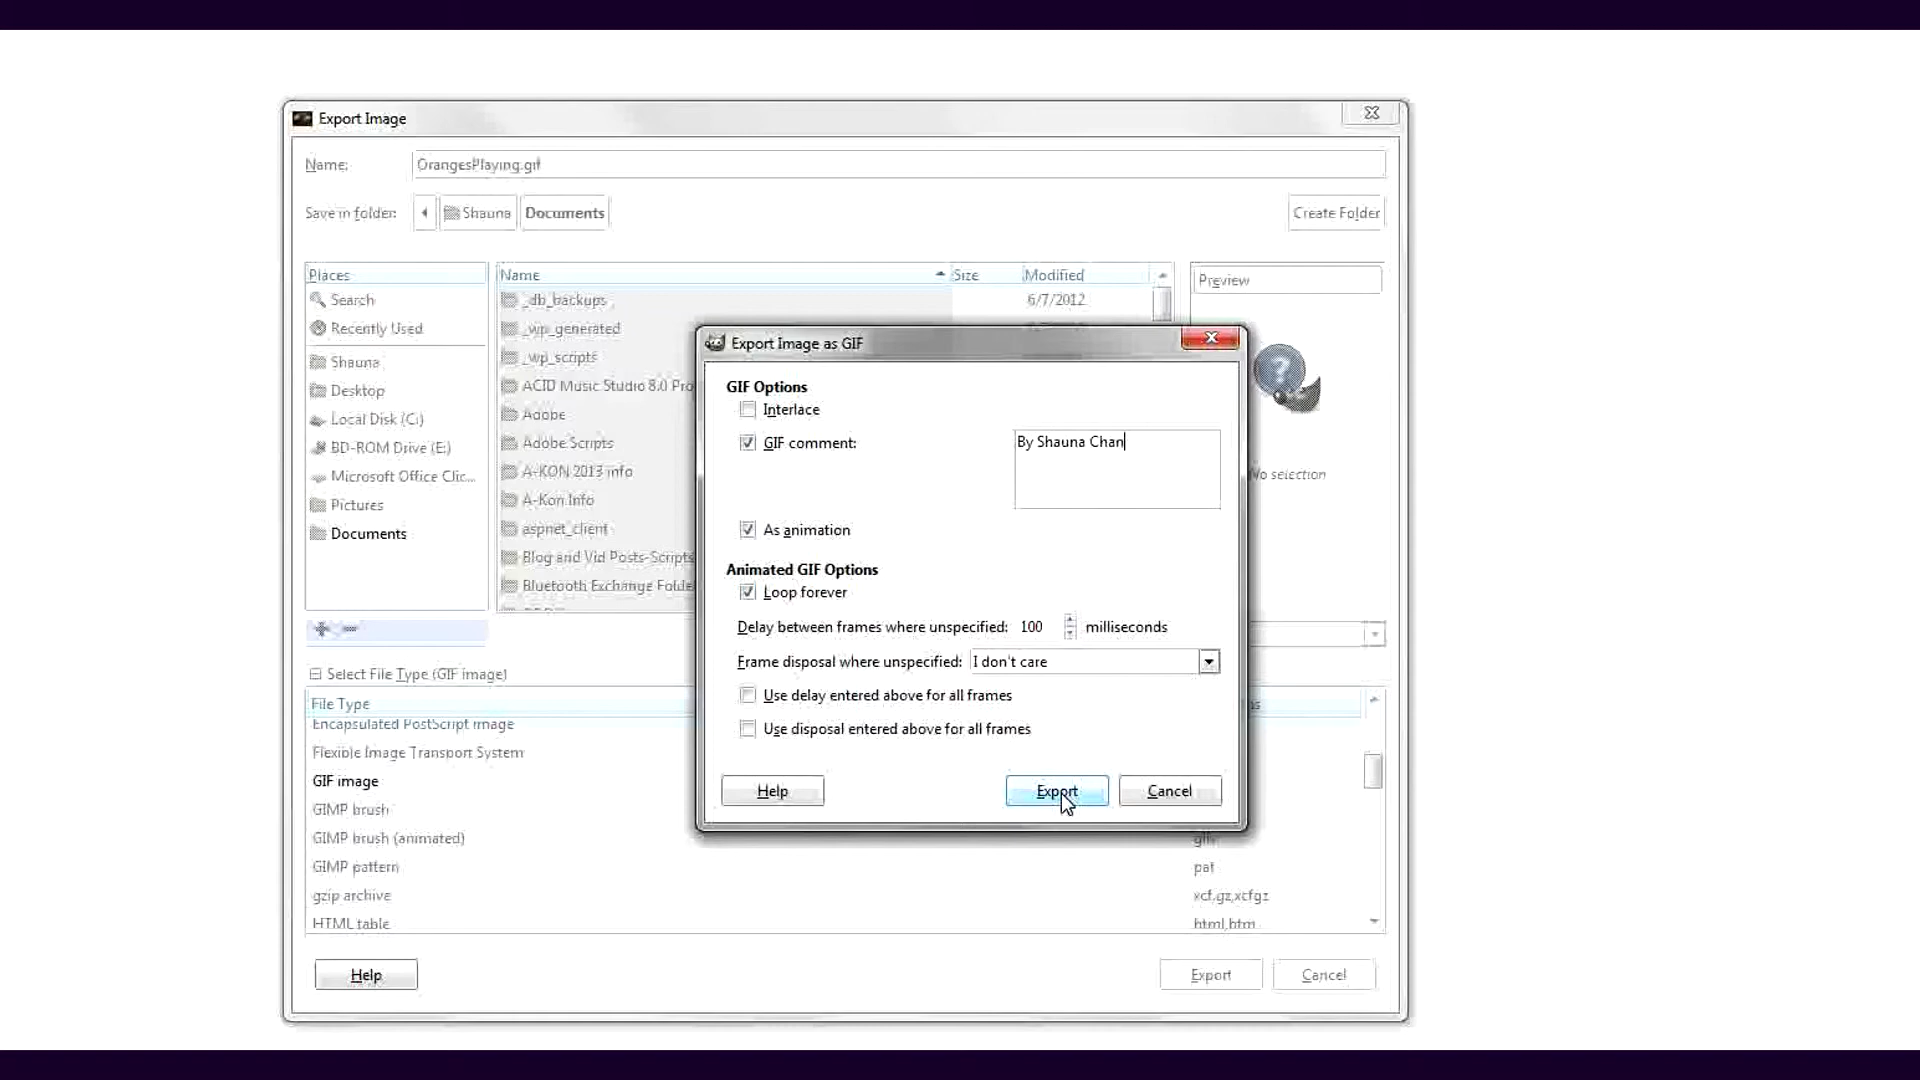 Export Image
Name: OrangesPlaying.gif
Save in folder: Shauna Documents Create Folder
Places
Search
Recently Used
Shauna
Desktop
Local Disk (C:)
BD-ROM Drive (E:)
Microsoft Office Clic...
Pictures
Documents
Name Size Modified
_db_backups 6/7/2012
_wp_generated
_wp_scripts
ACID Music Studio 8.0 Pro
Adobe
Adobe Scripts
A-KON 2013 info
A-Kon Info
aspnet_client
Blog and Vid Posts-Scripts
Bluetooth Exchange Folde
Preview
No selection
Export Image as GIF
GIF Options
Interlace
GIF comment: By Shauna Chan
As animation
Animated GIF Options
Loop forever
Delay between frames where unspecified: 100 milliseconds
Frame disposal where unspecified: I don't care
Use delay entered above for all frames
Use disposal entered above for all frames
Help Export Cancel
Select File Type (GIF image)
File Type
Encapsulated PostScript image
Flexible Image Transport System
GIF image
GIMP brush
GIMP brush (animated)
GIMP pattern pat
gzip archive xcf.gz,xcfgz
HTML table html,htm
Help Export Cancel